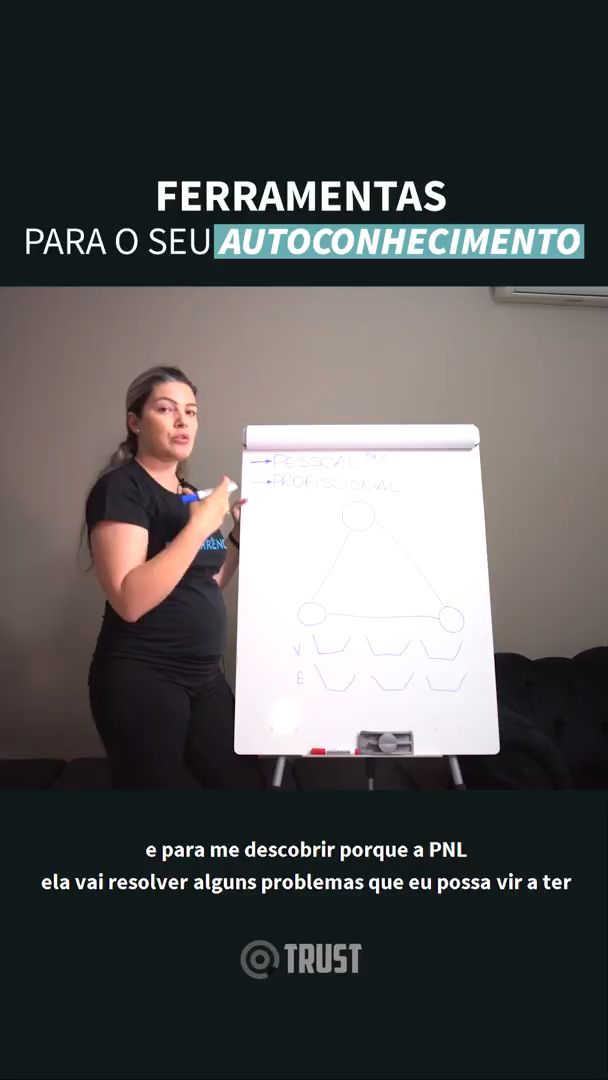 FERRAMENTAS
PARA O SEU AUTOCONHECIMENTO
→ PESSOAL
→ PROFISSIONAL
V
E
e para me descobrir porque a PNL
ela vai resolver alguns problemas que eu possa vir a ter
@TRUST